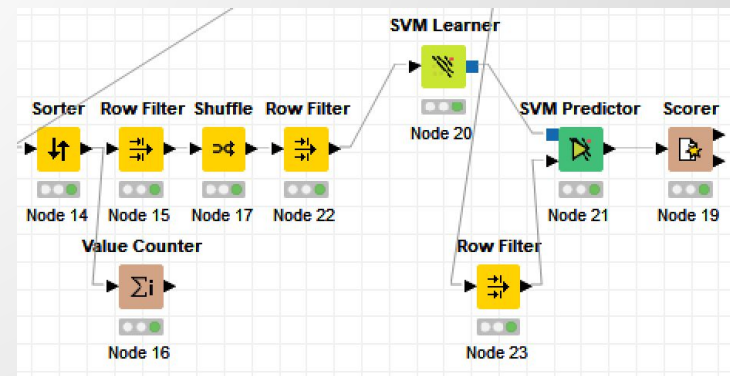 SVM Learner
Node 20
Sorter
Row Filter
Shuffle
Row Filter
SVM Predictor
Scorer
Node 14
Node 15
Node 17
Node 22
Node 21
Node 19
Value Counter
Σi
Node 16
Row Filter
Node 23